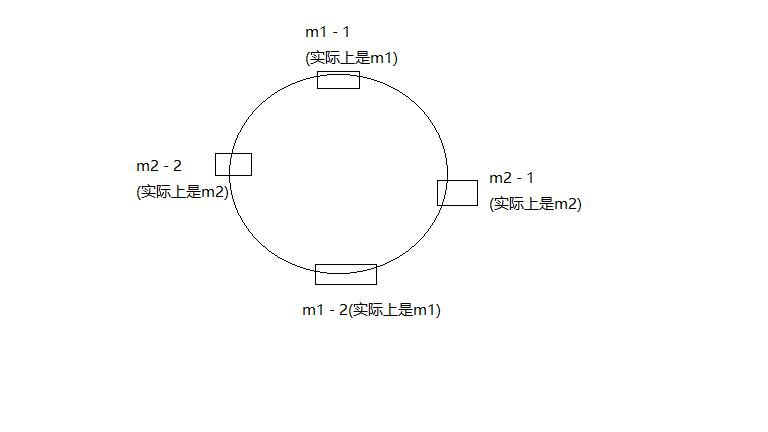 m1 - 1
(实际上是m1)
m2 - 2
(实际上是m2)
m2 - 1
(实际上是m2)
m1 - 2(实际上是m1)